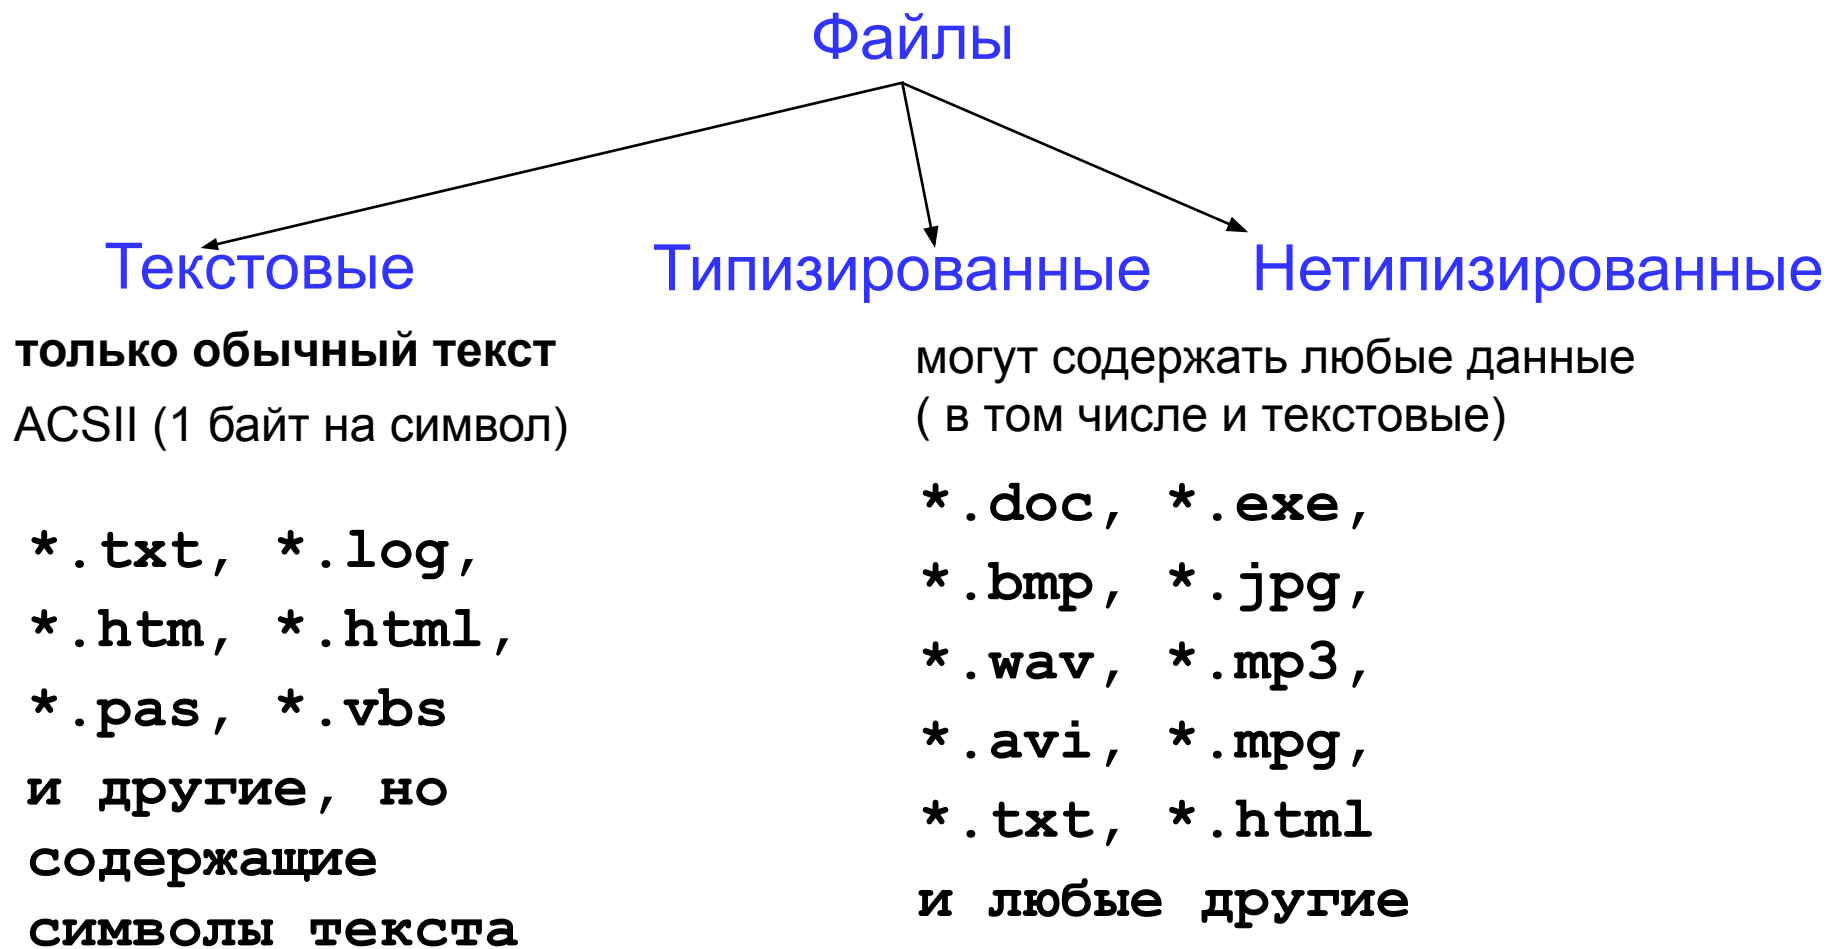 Файлы
Текстовые
Типизированные
Нетипизированные
только обычный текст
ACSII (1 байт на символ)
*.txt, *.log,
*.htm, *.html,
*.pas, *.vbs
и другие, но
содержащие
символы текста
могут содержать любые данные
( в том числе и текстовые)
*.doc, *.exe,
*.bmp, *.jpg,
*.wav, *.mp3,
*.avi, *.mpg,
*.txt, *.html
и любые другие